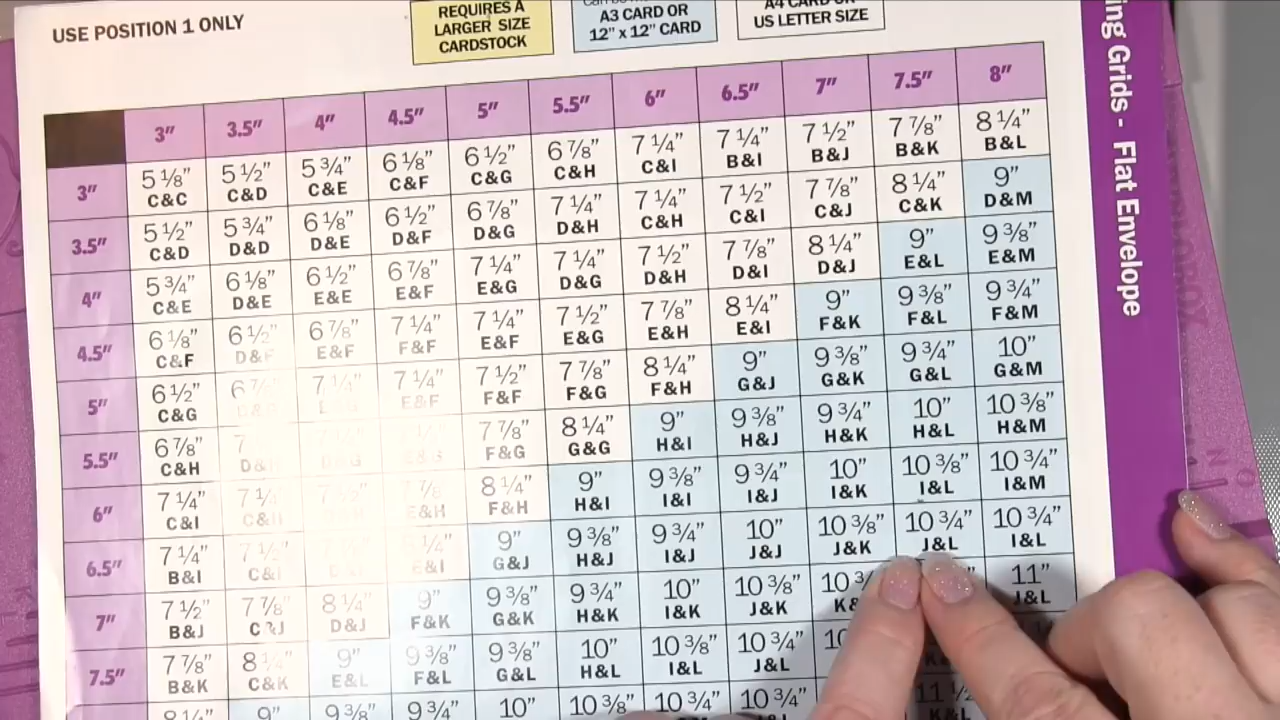 USE POSITION 1 ONLY
REQUIRES A
LARGER SIZE
CARDSTOCK
A3 CARD OR
12" x 12" CARD
A4 CARD OR
US LETTER SIZE
3" 3.5" 4" 4.5" 5" 5.5" 6" 6.5" 7" 7.5" 8"
3" 5 1/8" 5 1/2" 5 3/4" 6 1/8" 6 1/2" 6 7/8" 7 1/4" 7 1/4" 7 1/2" 7 7/8" 8 1/4"
C&C C&D C&E C&F C&G C&H C&I B&I B&J B&K B&L
3.5" 5 1/2" 5 3/4" 6 1/8" 6 1/2" 6 7/8" 7 1/4" 7 1/4" 7 1/2" 7 7/8" 8 1/4" 9"
C&D D&D D&E D&F D&G D&H C&H C&I C&J C&K D&M
4" 5 3/4" 6 1/8" 6 1/2" 6 7/8" 7 1/4" 7 1/4" 7 1/2" 7 7/8" 8 1/4" 9" 9 3/8"
C&E D&E E&E E&F E&G D&G D&H D&I D&J E&L E&M
4.5" 6 1/8" 6 1/2" 6 7/8" 7 1/4" 7 1/4" 7 1/2" 7 7/8" 8 1/4" 9" 9 3/8" 9 3/4"
C&F D&F E&F F&F E&F E&G E&H E&I F&K F&L F&M
5" 6 1/2" 7 1/4" 7 1/4" 7 1/2" 7 7/8" 8 1/4" 9" 9 3/8" 9 3/4" 10"
C&G E&F F&F F&G F&H G&J G&K G&L G&M
5.5" 6 7/8" 7 7/8" 8 1/4" 9" 9 3/8" 9 3/4" 10" 10 3/8"
C&H F&G G&G H&I H&J H&K H&L H&M
6" 7 1/4" 7 1/4" 7 1/2" 7 7/8" 8 1/4" 9" 9 3/8" 9 3/4" 10" 10 3/8" 10 3/4"
C&I C&H E&H F&H H&I I&I I&J I&K I&L I&M
6.5" 7 1/4" 7 1/2" 9" 9 3/8" 9 3/4" 10" 10 3/8" 10 3/4" 10 3/4"
B&I C&I E&I G&J H&J I&J J&J J&K J&L I&L
7" 7 1/2" 7 7/8" 8 1/4" 9" 9 3/8" 9 3/4" 10" 10 3/8" 11"
B&J C&J D&J F&K G&K H&K I&K J&K J&L
7.5" 7 7/8" 8 1/4" 9" 9 3/8" 9 3/8" 10" 10 3/8" 10 3/4"
B&K C&K E&L F&L G&L H&L I&L J&L
8 1/4" 9" 9 3/8" 9 3/4" 10" 10 3/8" 10 3/4" 10 3/4"
Grids - Flat Envelope